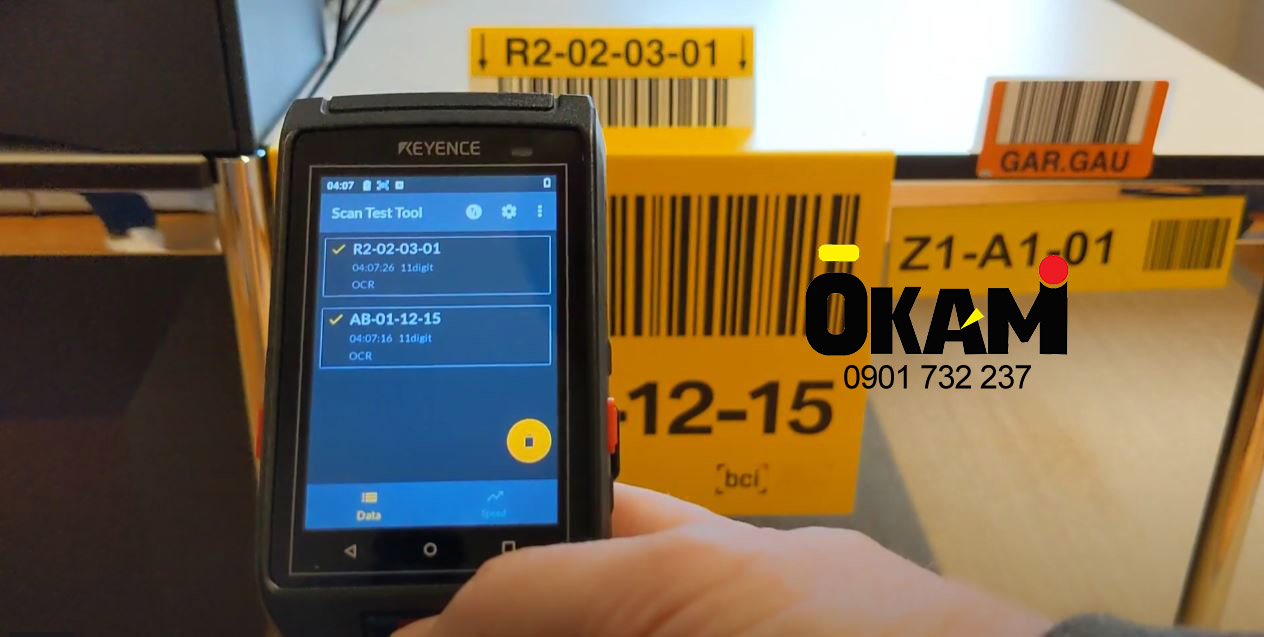 R2-02-03-01
GAR.GAU
Z1-A1-01
-12-15
bci
KEYENCE
04:07
Scan Test Tool
R2-02-03-01
04:07:26 11digit
OCR
AB-01-12-15
04:07:16 11digit
OCR
Data
Speed
ŌKAM
0901 732 237